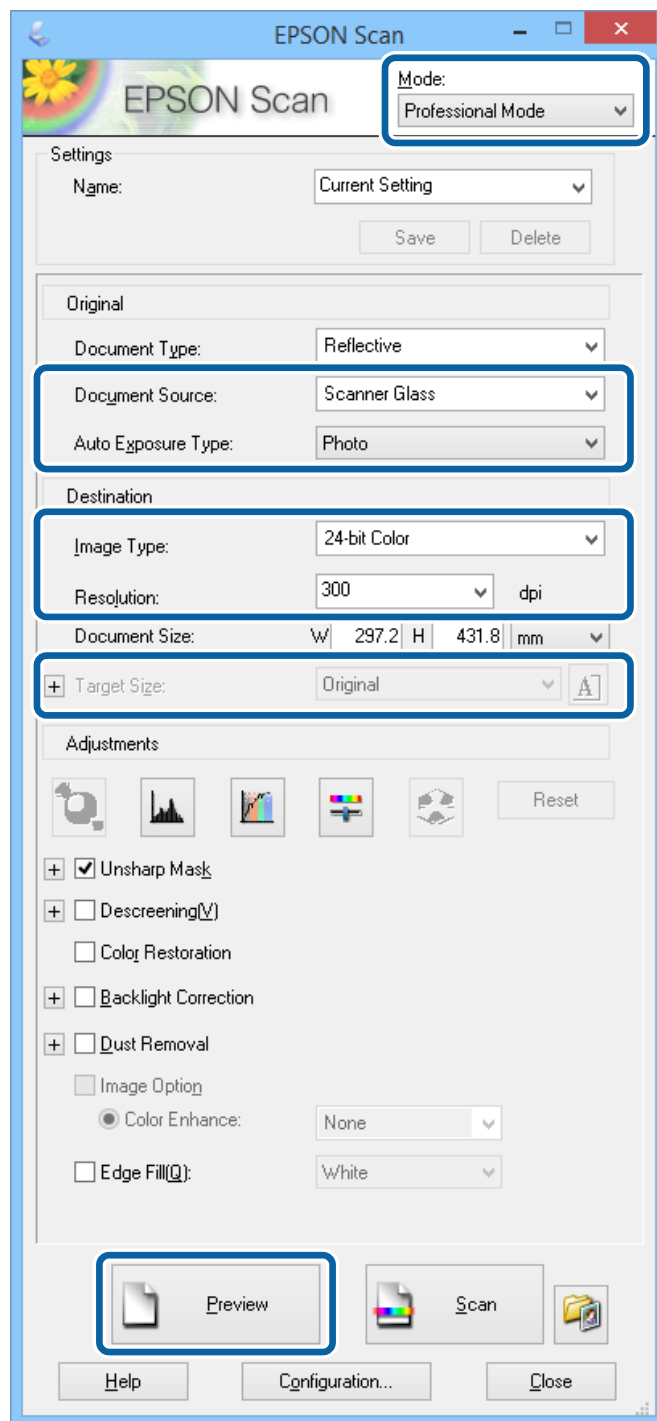 EPSON Scan
EPSON Scan
Mode:
Professional Mode
Settings
Name: Current Setting
Save Delete
Original
Document Type: Reflective
Document Source: Scanner Glass
Auto Exposure Type: Photo
Destination
Image Type: 24-bit Color
Resolution: 300 dpi
Document Size: W 297.2 H 431.8 mm
+ Target Size: Original A
Adjustments
Reset
+ Unsharp Mask
+ Descreening(V)
Color Restoration
+ Backlight Correction
+ Dust Removal
Image Option
Color Enhance: None
Edge Fill(Q): White
Preview Scan
Help Configuration... Close